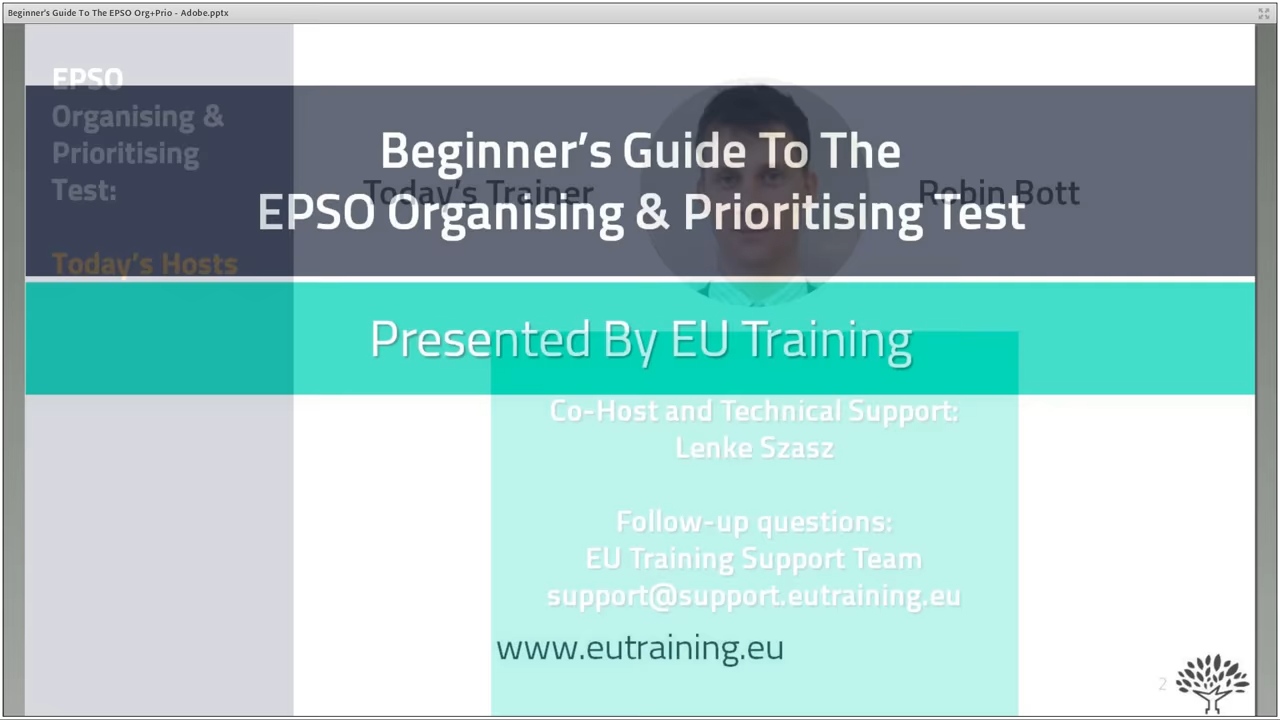 Beginner's Guide To The EPSO Org+Prio - Adobe.pptx
EPSO
Organising &
Prioritising
Test:
Today's Hosts
Beginner's Guide To The
EPSO Organising & Prioritising Test
Today's Trainer
Robin Bott
Presented By EU Training
Co-Host and Technical Support:
Lenke Szasz
Follow-up questions:
EU Training Support Team
support@support.eutraining.eu
www.eutraining.eu
2